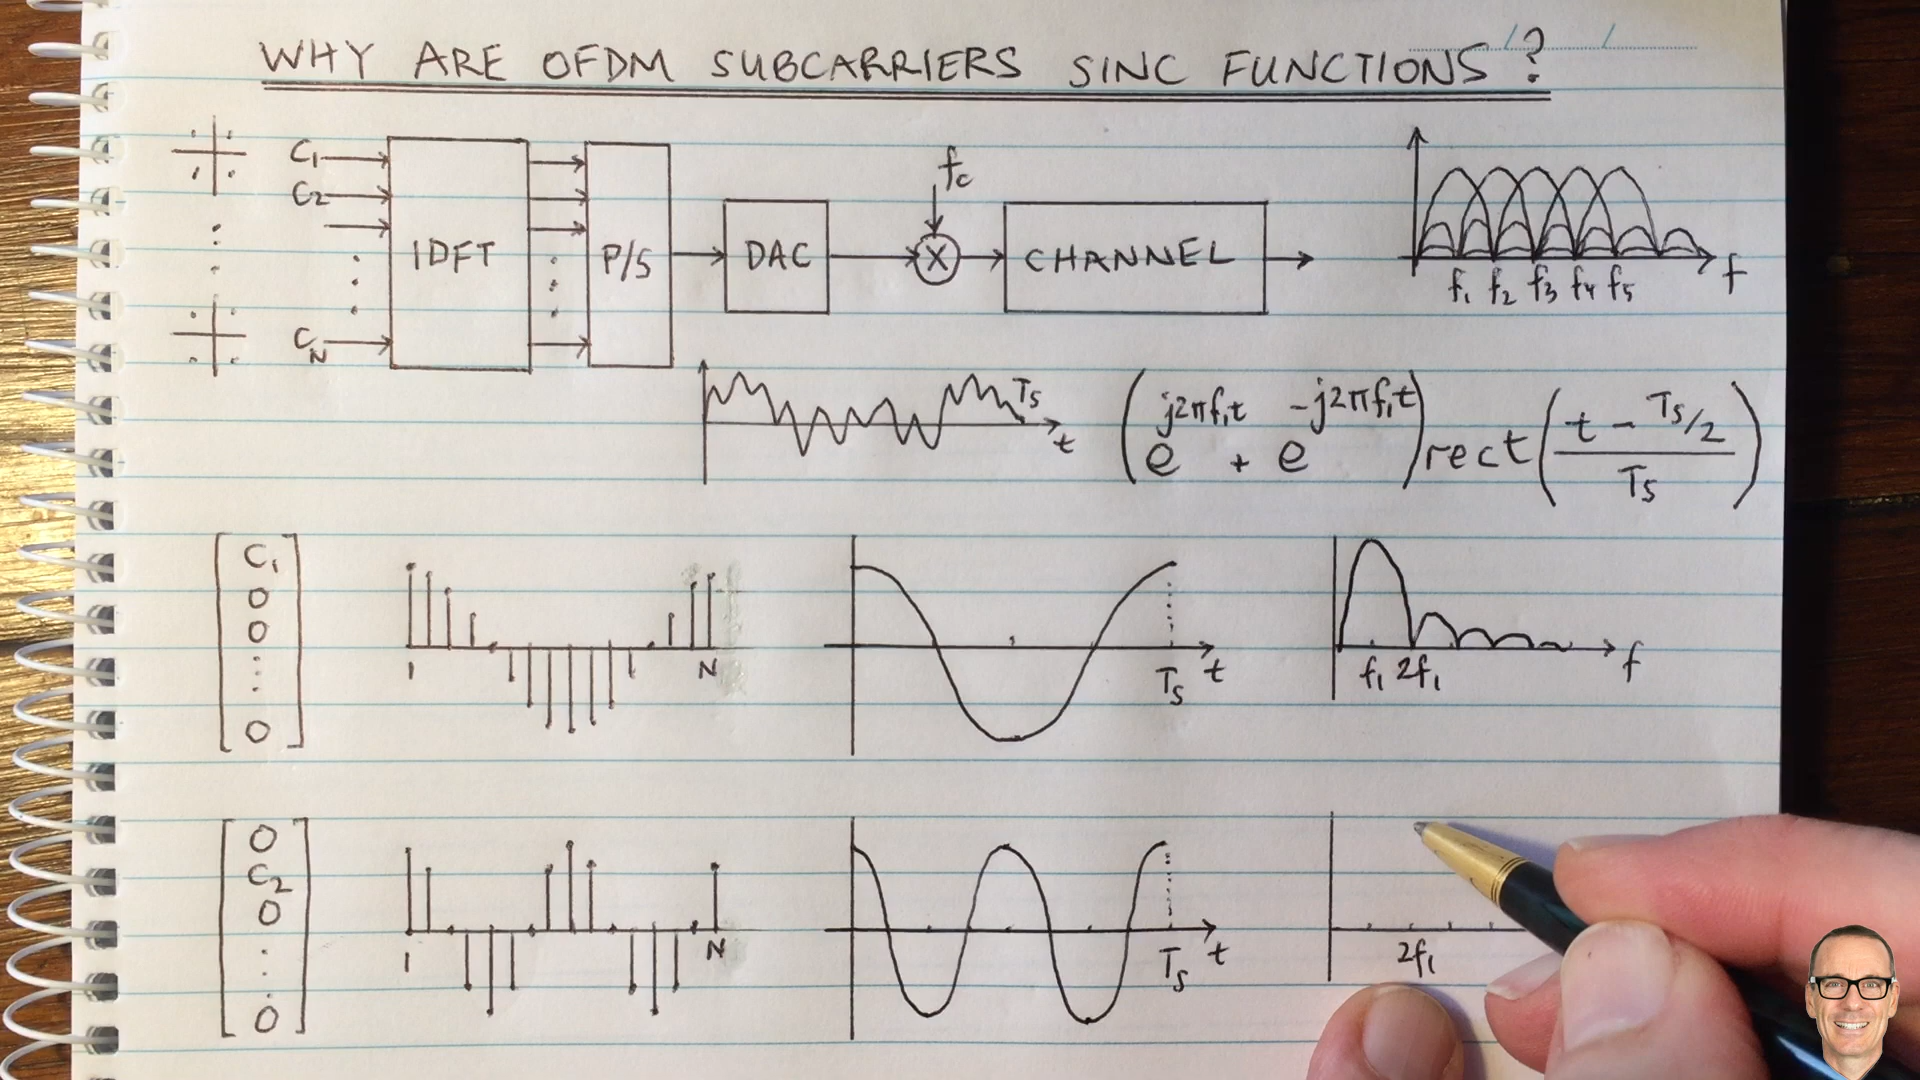 WHY ARE OFDM SUBCARRIERS SINC FUNCTIONS?
C1
C2
CN
IDFT
P/S
DAC
fc
X
CHANNEL
f1 f2 f3 f4 f5
f
Ts
t
(e^{j2πf1t} + e^{-j2πf1t}) rect((t - Ts/2)/Ts)
[C1 0 0 ⋮ 0]
1 N
Ts t
f1 2f1 f
[0 C2 0 ⋮ 0]
1 N
Ts t
2f1